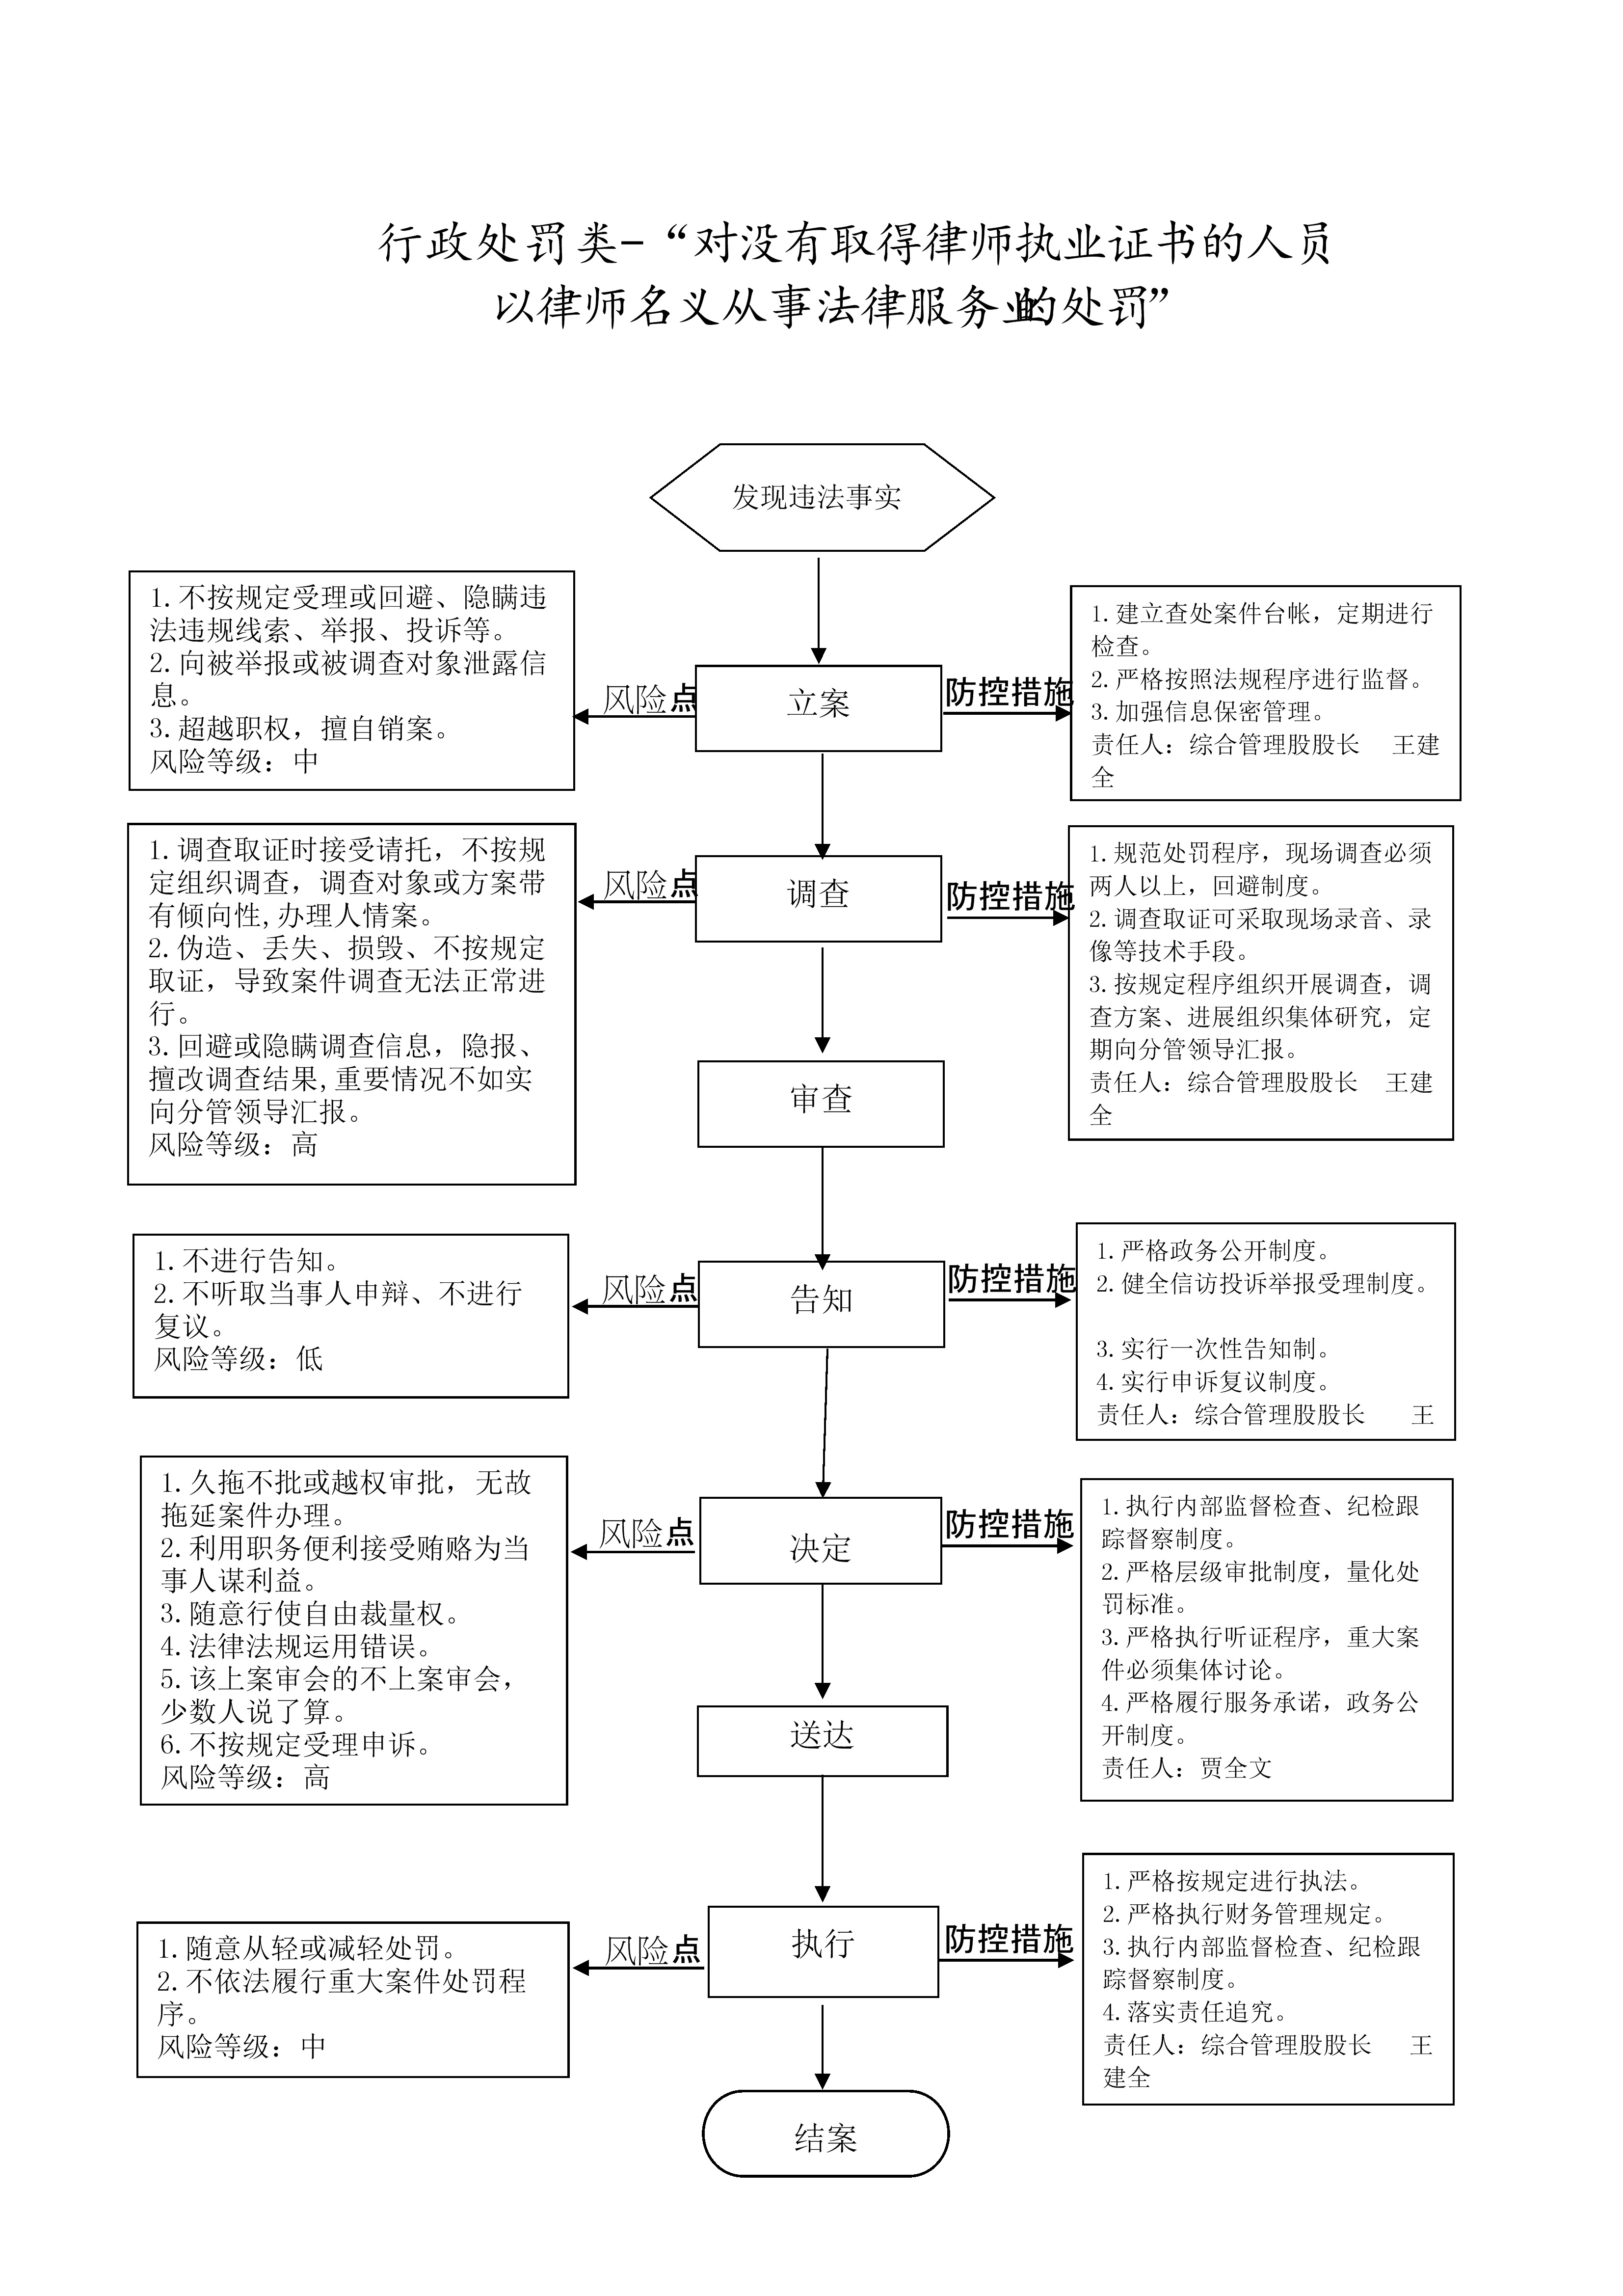 行政处罚类-“对没有取得律师执业证书的人员
以律师名义从事法律服务业的处罚”
发现违法事实
1.不按规定受理或回避、隐瞒违
法违规线索、举报、投诉等。
2.向被举报或被调查对象泄露信
息。
3.超越职权，擅自销案。
风险等级：中
风险点
立案
防控措施
1.建立查处案件台帐，定期进行
检查。
2.严格按照法规程序进行监督。
3.加强信息保密管理。
责任人：综合管理股股长 王建
全
1.调查取证时接受请托，不按规
定组织调查，调查对象或方案带
有倾向性,办理人情案。
2.伪造、丢失、损毁、不按规定
取证，导致案件调查无法正常进
行。
3.回避或隐瞒调查信息，隐报、
擅改调查结果,重要情况不如实
向分管领导汇报。
风险等级：高
风险点
调查
防控措施
1.规范处罚程序，现场调查必须
两人以上，回避制度。
2.调查取证可采取现场录音、录
像等技术手段。
3.按规定程序组织开展调查，调
查方案、进展组织集体研究，定
期向分管领导汇报。
责任人：综合管理股股长 王建
全
审查
1.不进行告知。
2.不听取当事人申辩、不进行
复议。
风险等级：低
风险点
告知
防控措施
1.严格政务公开制度。
2.健全信访投诉举报受理制度。
3.实行一次性告知制。
4.实行申诉复议制度。
责任人：综合管理股股长 王
1.久拖不批或越权审批，无故
拖延案件办理。
2.利用职务便利接受贿赂为当
事人谋利益。
3.随意行使自由裁量权。
4.法律法规运用错误。
5.该上案审会的不上案审会，
少数人说了算。
6.不按规定受理申诉。
风险等级：高
风险点
决定
防控措施
1.执行内部监督检查、纪检跟
踪督察制度。
2.严格层级审批制度，量化处
罚标准。
3.严格执行听证程序，重大案
件必须集体讨论。
4.严格履行服务承诺，政务公
开制度。
责任人：贾全文
送达
1.随意从轻或减轻处罚。
2.不依法履行重大案件处罚程
序。
风险等级：中
风险点
执行
防控措施
1.严格按规定进行执法。
2.严格执行财务管理规定。
3.执行内部监督检查、纪检跟
踪督察制度。
4.落实责任追究。
责任人：综合管理股股长 王
建全
结案